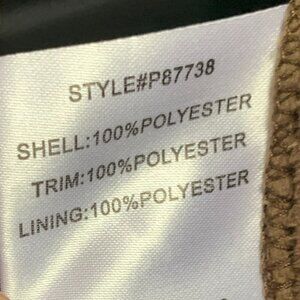 STYLE#P87738
SHELL:100%POLYESTER
TRIM:100%POLYESTER
LINING:100%POLYESTER